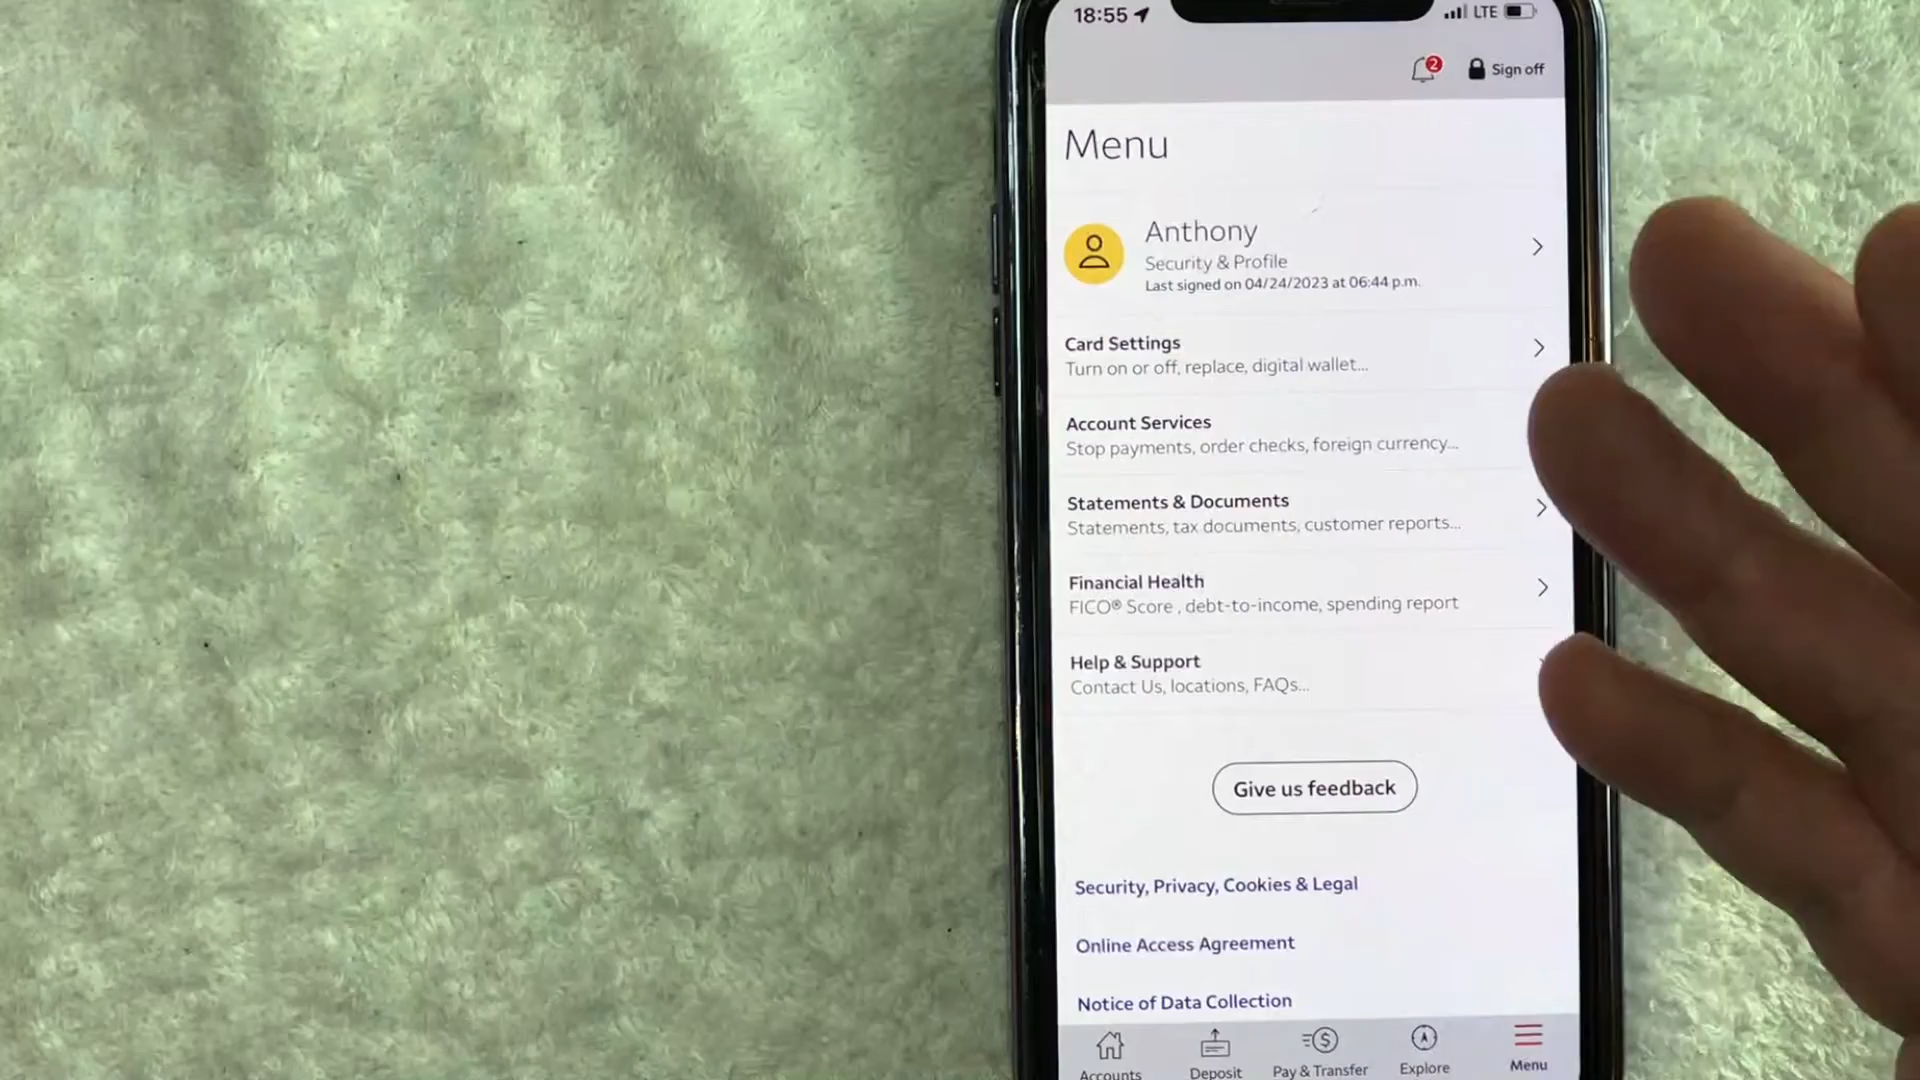 18:55
LTE
2
Sign off
Menu
Anthony
Security & Profile
Last signed on 04/24/2023 at 06:44 p.m.
Card Settings
Turn on or off, replace, digital wallet...
Account Services
Stop payments, order checks, foreign currency...
Statements & Documents
Statements, tax documents, customer reports...
Financial Health
FICO® Score , debt-to-income, spending report
Help & Support
Contact Us, locations, FAQs...
Give us feedback
Security, Privacy, Cookies & Legal
Online Access Agreement
Notice of Data Collection
Accounts
Deposit
Pay & Transfer
Explore
Menu